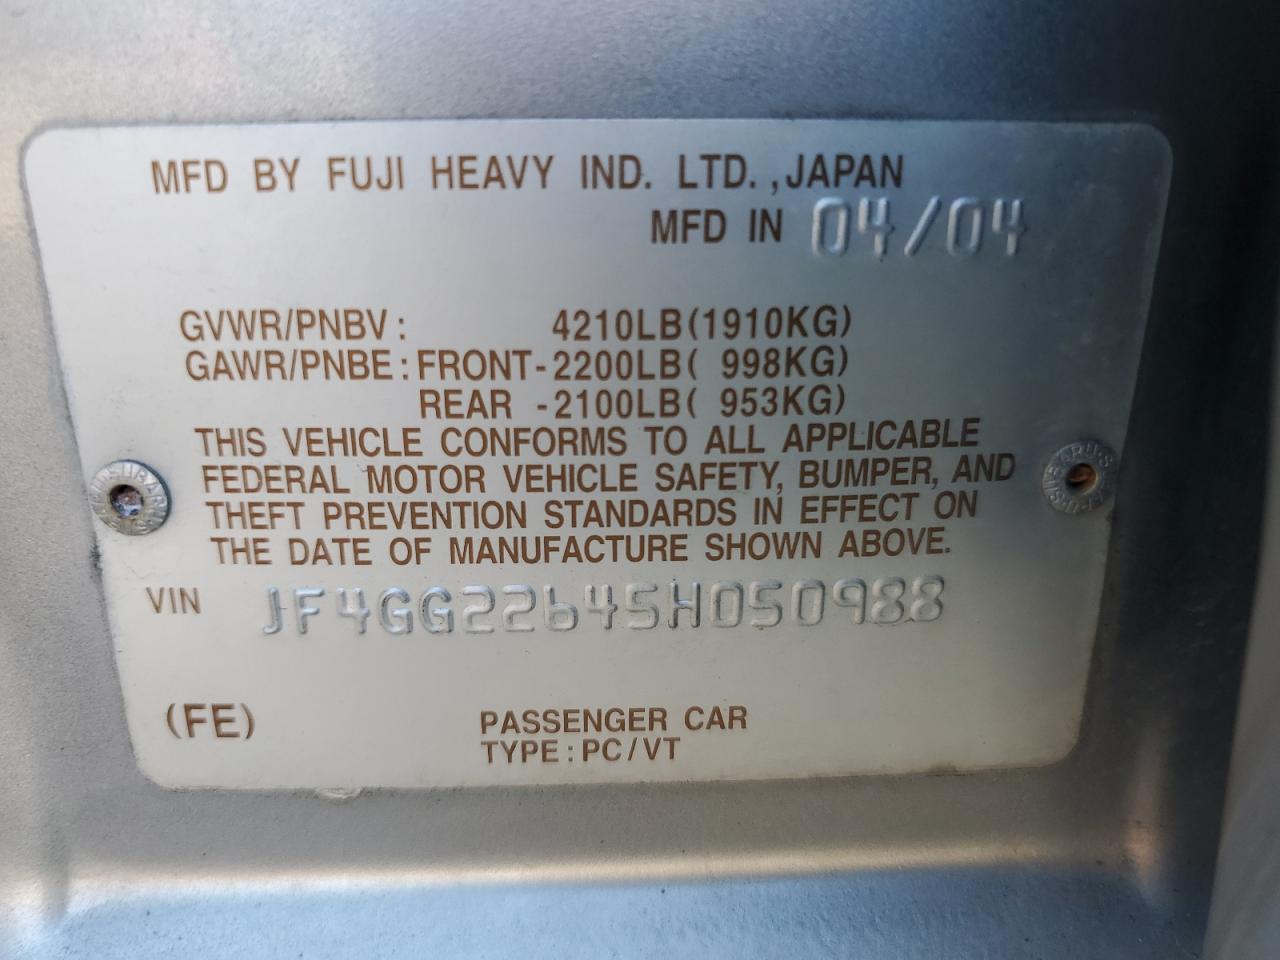 MFD BY FUJI HEAVY IND. LTD., JAPAN
MFD IN 04/04
GVWR/PNBV: 4210LB(1910KG)
GAWR/PNBE: FRONT-2200LB( 998KG)
REAR -2100LB( 953KG)
THIS VEHICLE CONFORMS TO ALL APPLICABLE
FEDERAL MOTOR VEHICLE SAFETY, BUMPER, AND
THEFT PREVENTION STANDARDS IN EFFECT ON
THE DATE OF MANUFACTURE SHOWN ABOVE.
VIN JF4GG22645H050988
(FE) PASSENGER CAR
TYPE: PC/VT